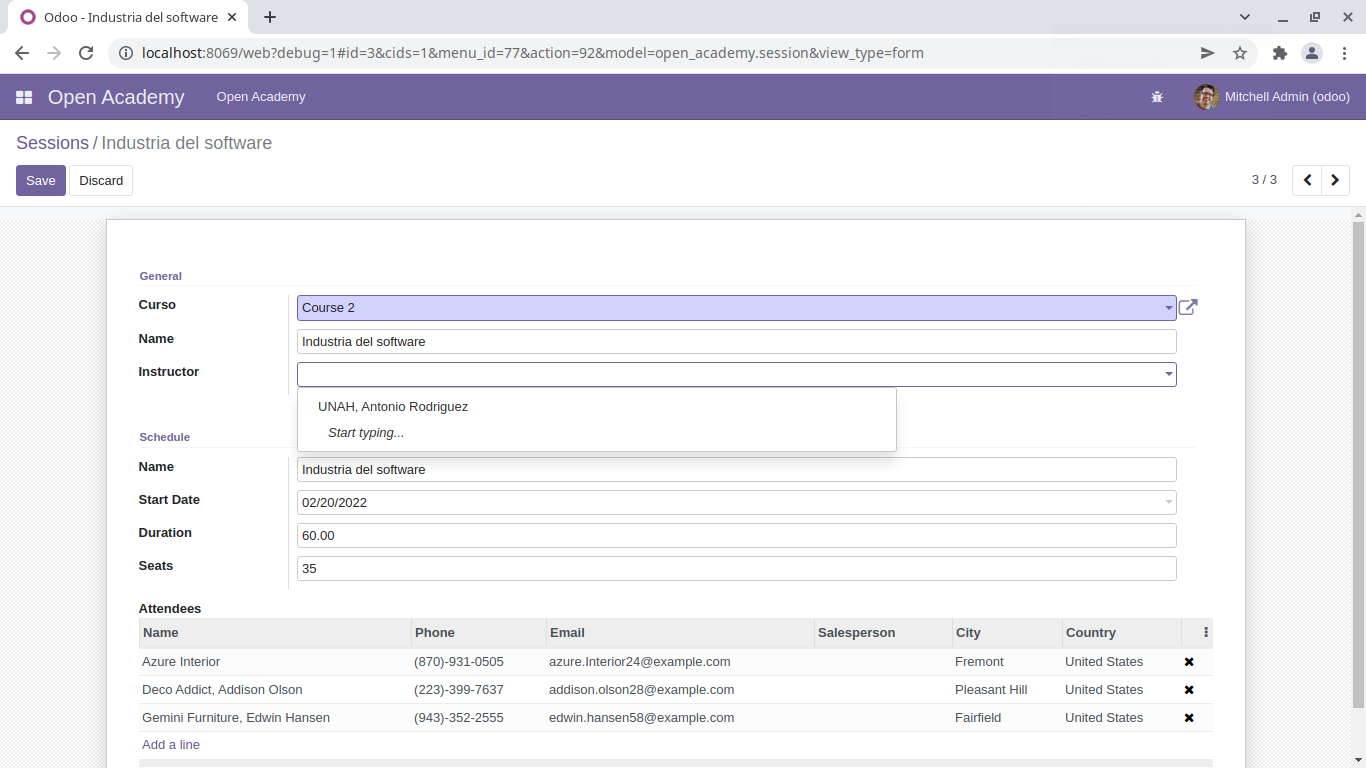 Odoo - Industria del software
localhost:8069/web?debug=1#id=3&cids=1&menu_id=77&action=92&model=open_academy.session&view_type=form
Open Academy Open Academy Mitchell Admin (odoo)
Sessions / Industria del software
Save Discard 3 / 3
General
Curso Course 2
Name Industria del software
Instructor
UNAH, Antonio Rodriguez
Start typing...
Schedule
Name Industria del software
Start Date 02/20/2022
Duration 60.00
Seats 35
Attendees
Name Phone Email Salesperson City Country
Azure Interior (870)-931-0505 azure.Interior24@example.com Fremont United States
Deco Addict, Addison Olson (223)-399-7637 addison.olson28@example.com Pleasant Hill United States
Gemini Furniture, Edwin Hansen (943)-352-2555 edwin.hansen58@example.com Fairfield United States
Add a line